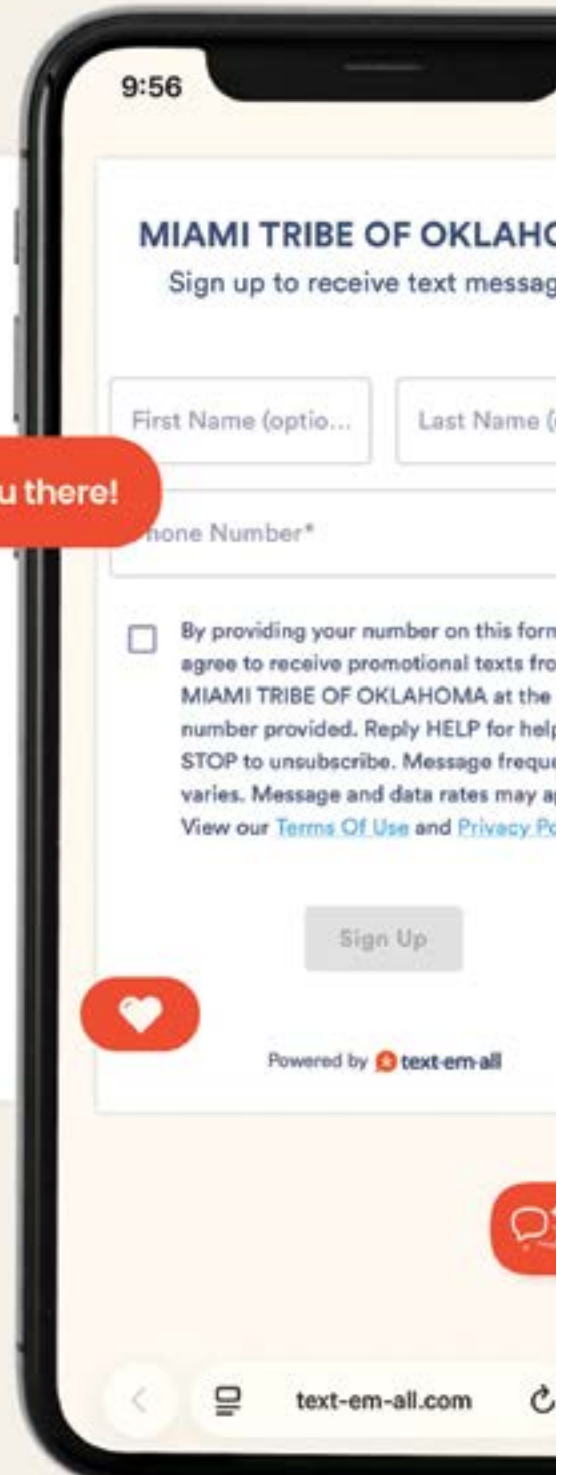 9:56
MIAMI TRIBE OF OKLAHO
Sign up to receive text messag
First Name (optio...
Last Name (
u there!
hone Number*
By providing your number on this form
agree to receive promotional texts fro
MIAMI TRIBE OF OKLAHOMA at the
number provided. Reply HELP for help
STOP to unsubscribe. Message freque
varies. Message and data rates may a
View our Terms Of Use and Privacy Po
Sign Up
Powered by text-em-all
text-em-all.com